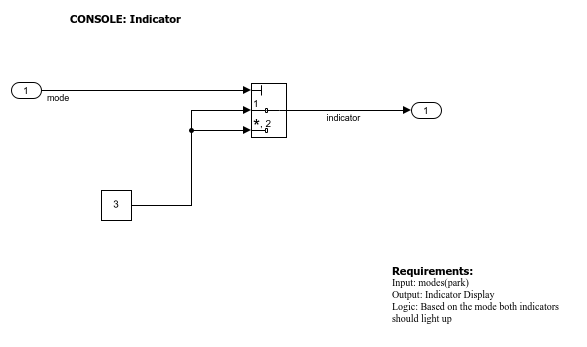 CONSOLE: Indicator
1
mode
1
*, 2
indicator
1
3
Requirements:
Input: modes(park)
Output: Indicator Display
Logic: Based on the mode both indicators
should light up